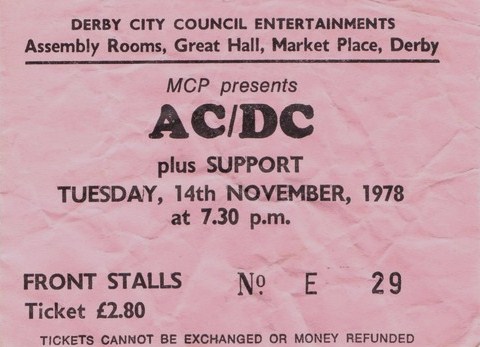 DERBY CITY COUNCIL ENTERTAINMENTS
Assembly Rooms, Great Hall, Market Place, Derby
MCP presents
AC/DC
plus SUPPORT
TUESDAY, 14th NOVEMBER, 1978
at 7.30 p.m.
FRONT STALLS Nº E 29
Ticket £2.80
TICKETS CANNOT BE EXCHANGED OR MONEY REFUNDED